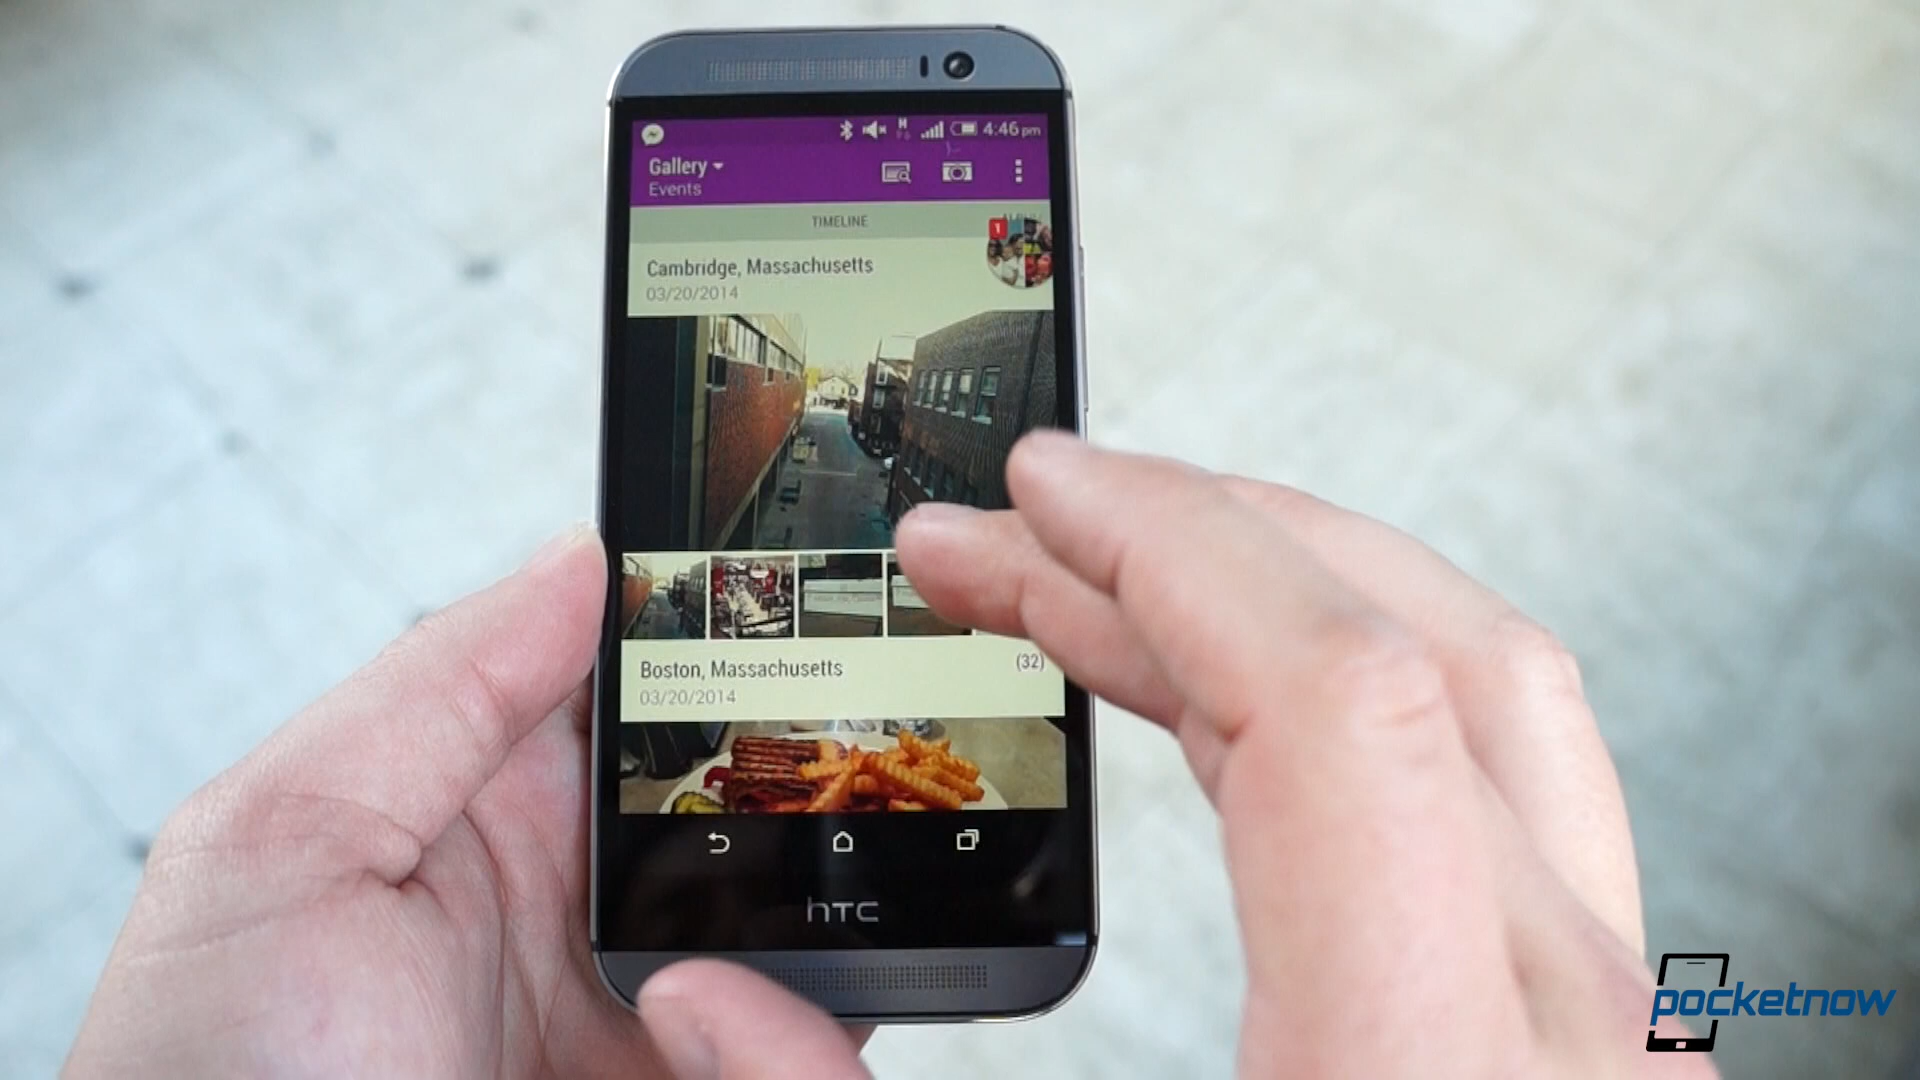 4:46 pm
Gallery
Events
TIMELINE
1
Cambridge, Massachusetts
03/20/2014
Boston, Massachusetts
(32)
03/20/2014
hTC
pocketnow